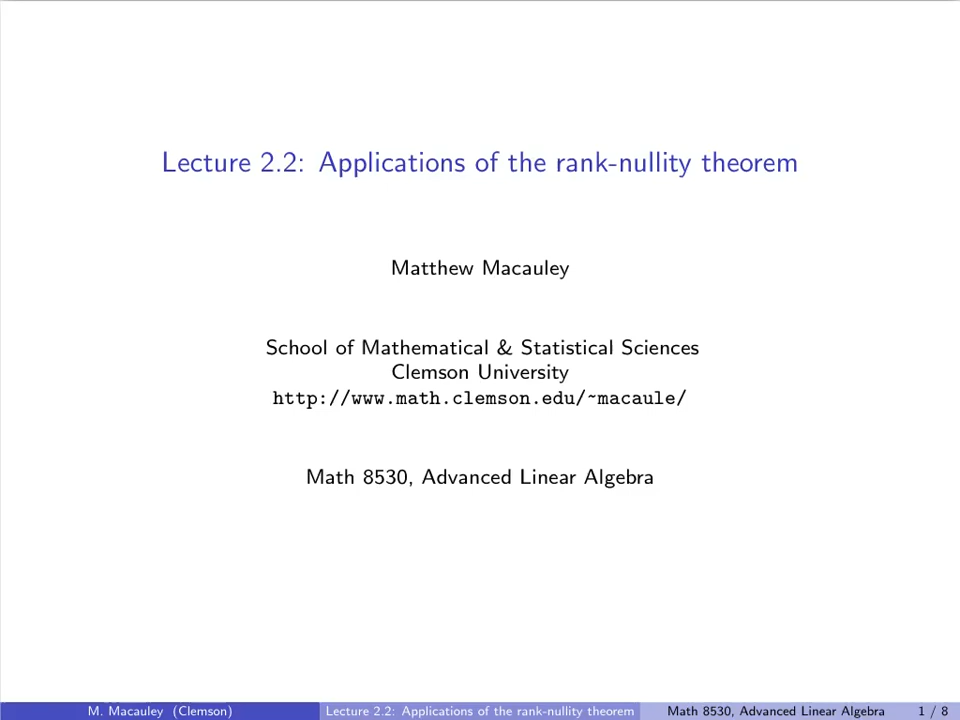 Lecture 2.2: Applications of the rank-nullity theorem
Matthew Macauley
School of Mathematical & Statistical Sciences
Clemson University
http://www.math.clemson.edu/~macaule/
Math 8530, Advanced Linear Algebra
M. Macauley (Clemson) Lecture 2.2: Applications of the rank-nullity theorem Math 8530, Advanced Linear Algebra 1 / 8